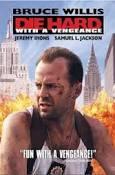 BRUCE WILLIS
DIE HARD
WITH A VENGEANCE
JEREMY IRONS SAMUEL L. JACKSON
"FUN WITH A VENGEANCE!"